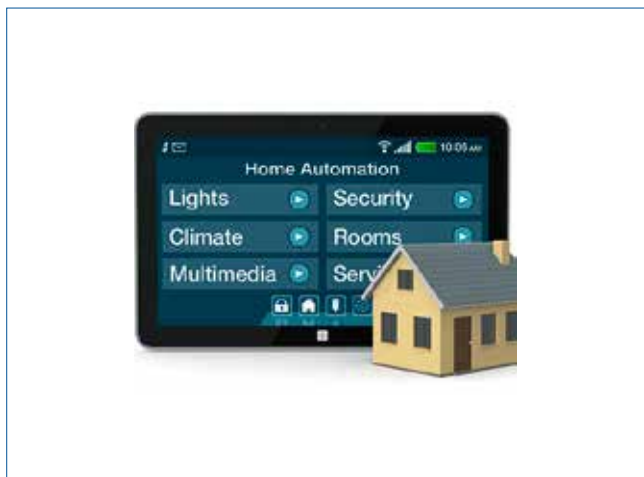 10:05 AM
Home Automation
Lights
Security
Climate
Rooms
Multimedia